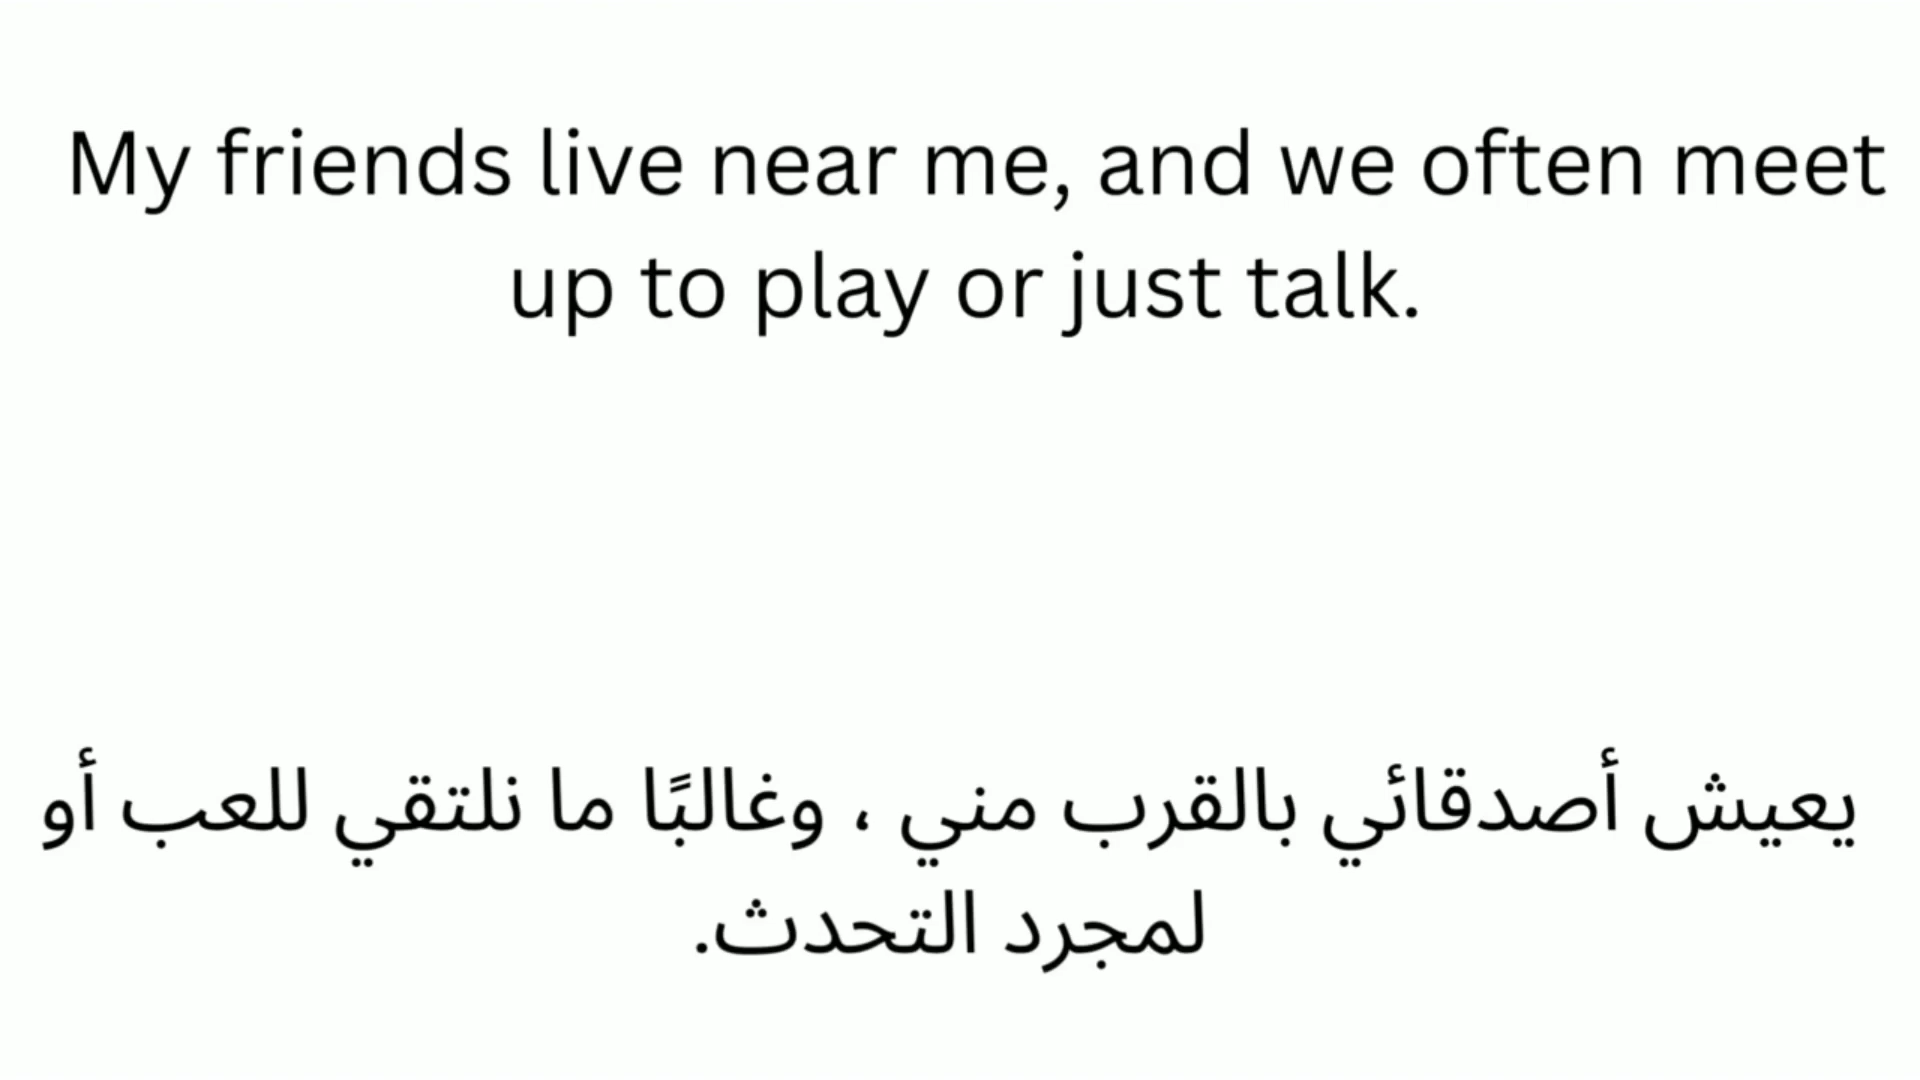 My friends live near me, and we often meet
up to play or just talk.
يعيش أصدقائي بالقرب مني ، وغالبًا ما نلتقي للعب أو
لمجرد التحدث.